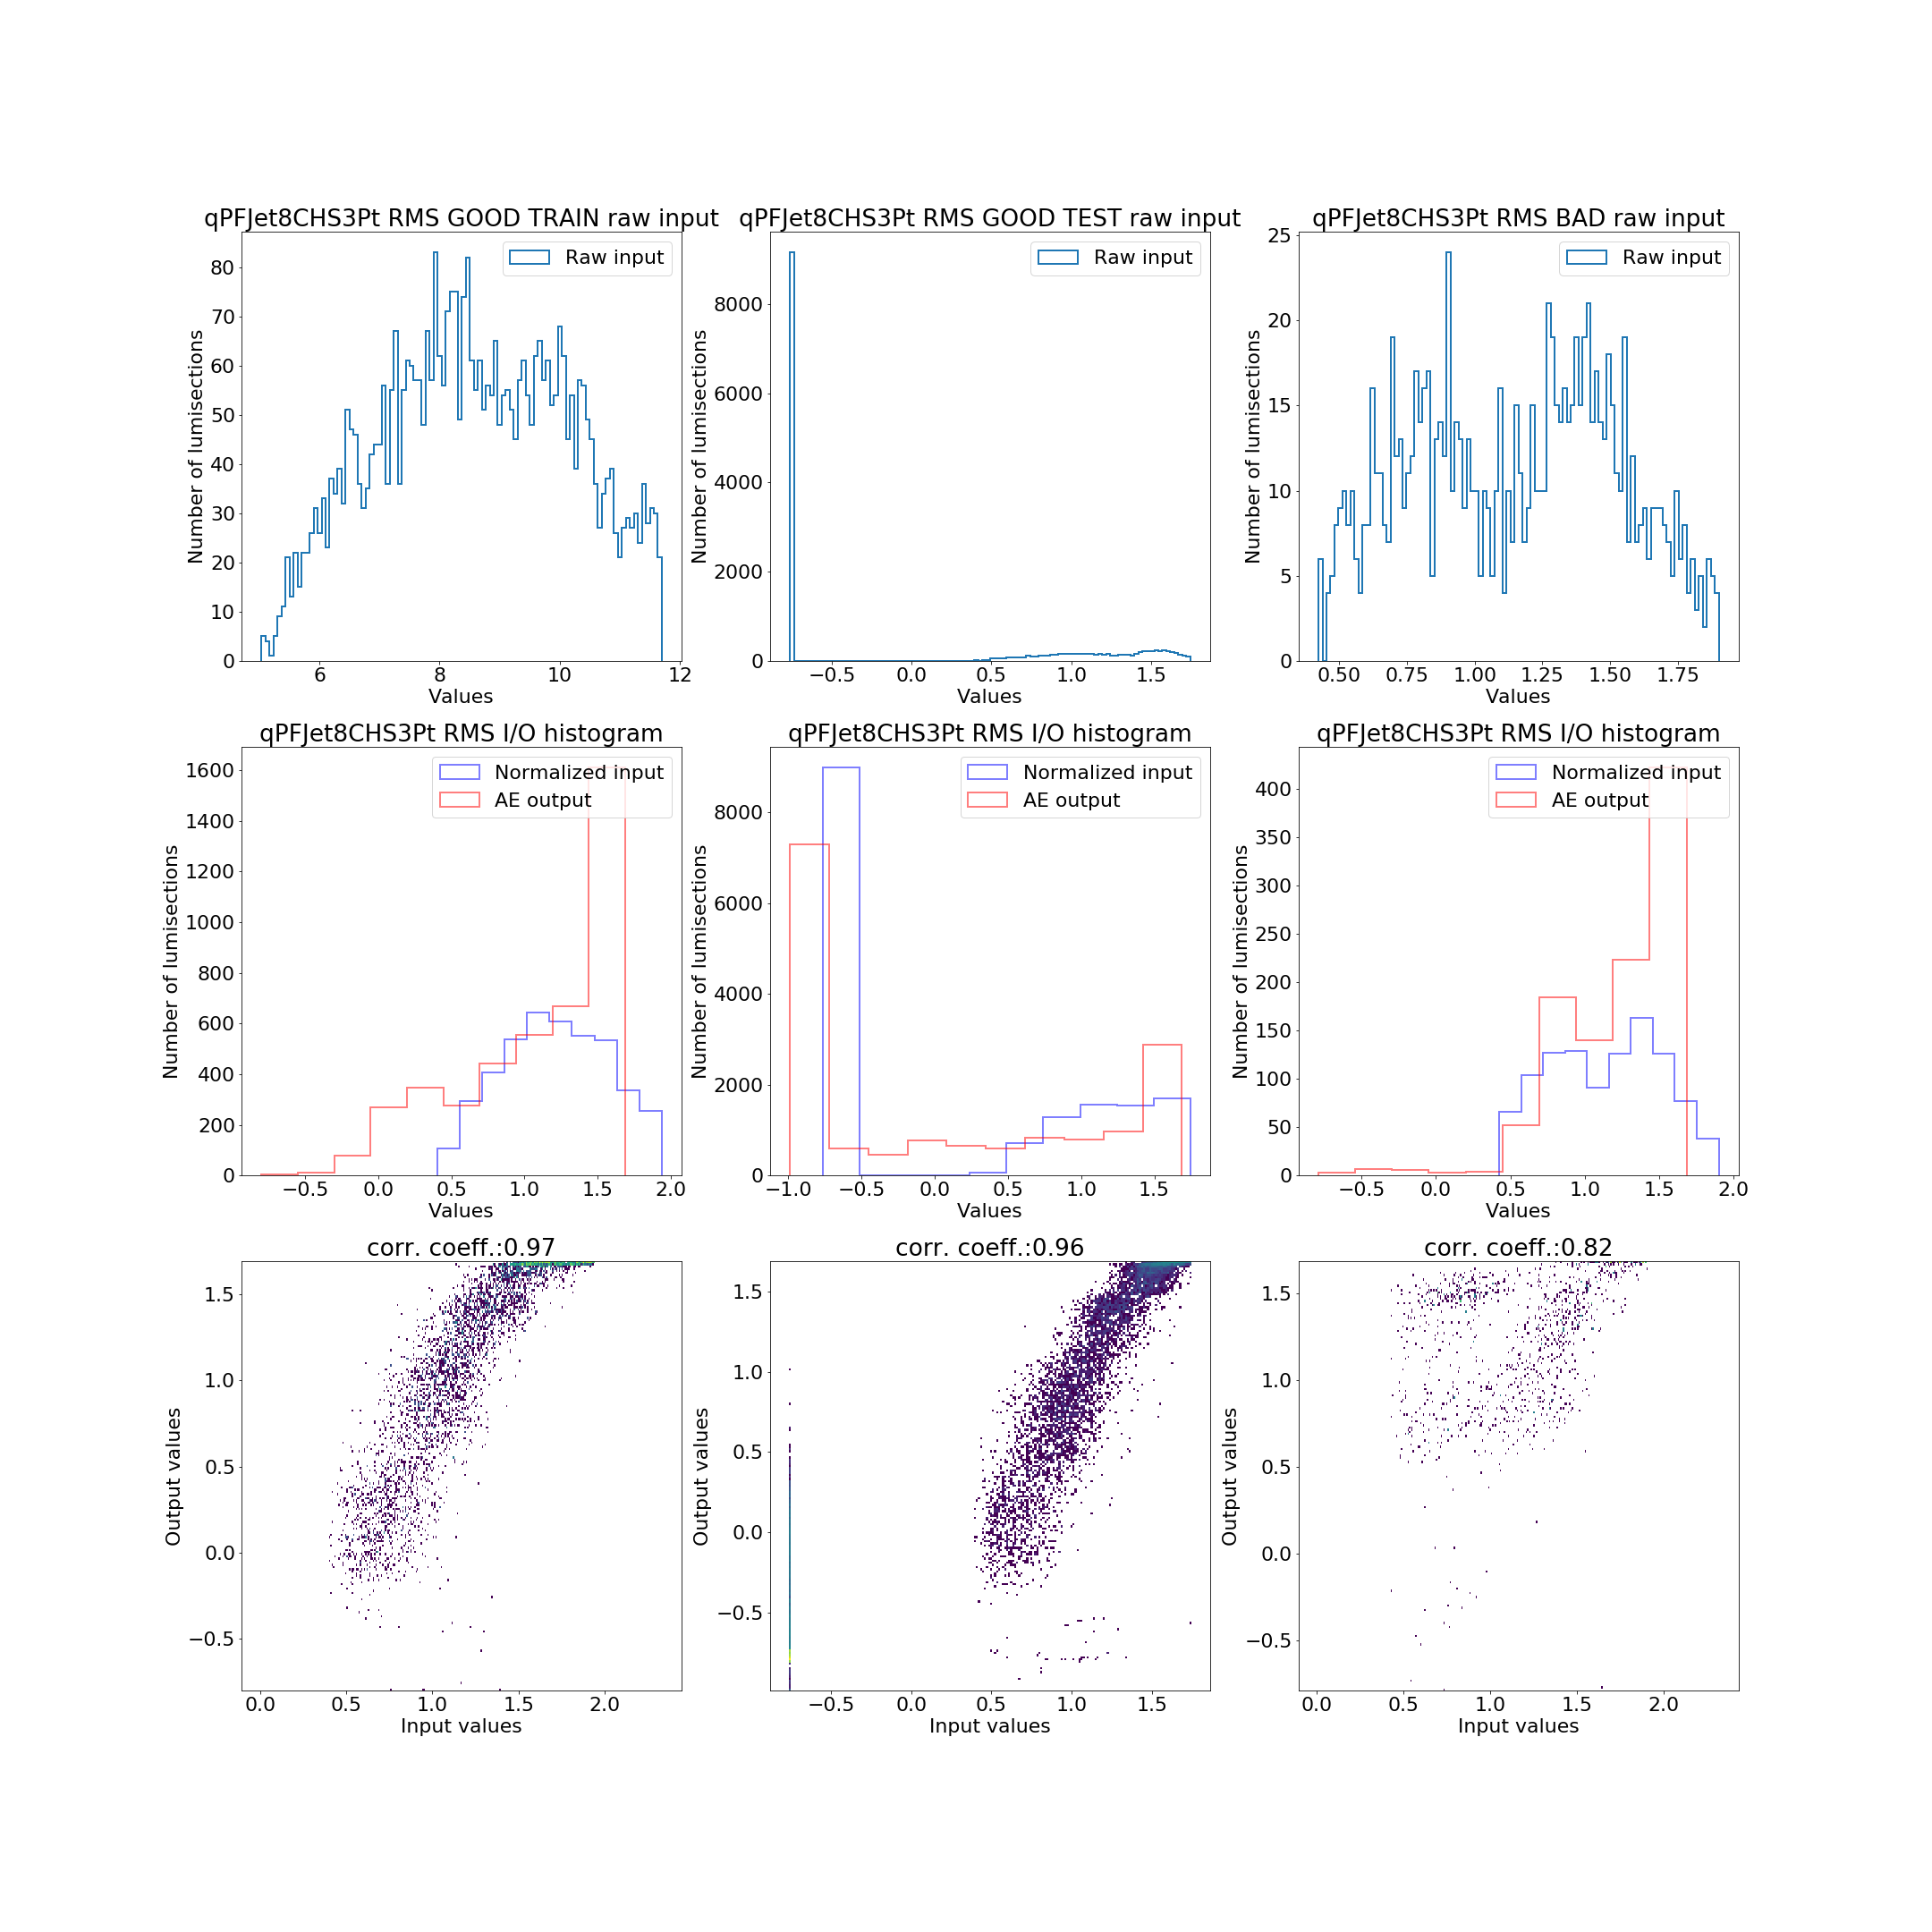 qPFJet8CHS3Pt RMS GOOD TRAIN raw input
Raw input
80
70
60
50
40
30
20
10
0
6
8
10
12
Number of lumisections
Values
qPFJet8CHS3Pt RMS GOOD TEST raw input
Raw input
8000
6000
4000
2000
0
−0.5
0.0
0.5
1.0
1.5
Number of lumisections
Values
qPFJet8CHS3Pt RMS BAD raw input
Raw input
25
20
15
10
5
0
0.50
0.75
1.00
1.25
1.50
1.75
Number of lumisections
Values
qPFJet8CHS3Pt RMS I/O histogram
Normalized input
AE output
1600
1400
1200
1000
800
600
400
200
0
−0.5
0.0
0.5
1.0
1.5
2.0
Number of lumisections
Values
qPFJet8CHS3Pt RMS I/O histogram
Normalized input
AE output
8000
6000
4000
2000
0
−1.0
−0.5
0.0
0.5
1.0
1.5
Number of lumisections
Values
qPFJet8CHS3Pt RMS I/O histogram
Normalized input
AE output
400
350
300
250
200
150
100
50
0
−0.5
0.0
0.5
1.0
1.5
2.0
Number of lumisections
Values
corr. coeff.:0.97
1.5
1.0
0.5
0.0
−0.5
0.0
0.5
1.0
1.5
2.0
Output values
Input values
corr. coeff.:0.96
1.5
1.0
0.5
0.0
−0.5
−0.5
0.0
0.5
1.0
1.5
Output values
Input values
corr. coeff.:0.82
1.5
1.0
0.5
0.0
−0.5
0.0
0.5
1.0
1.5
2.0
Output values
Input values